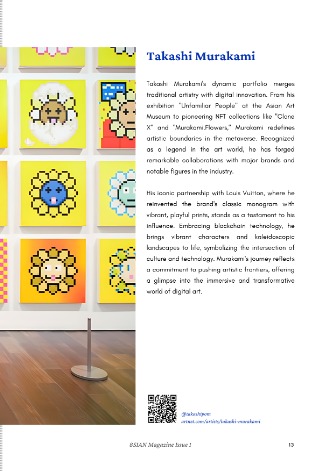 Takashi Murakami
Takashi Murakami's dynamic portfolio merges
traditional artistry with digital innovation. From his
exhibition "Unfamiliar People" at the Asian Art
Museum to pioneering NFT collections like "Clone
X" and "Murakami.Flowers," Murakami redefines
artistic boundaries in the metaverse. Recognized
as a legend in the art world, he has forged
remarkable collaborations with major brands and
notable figures in the industry.
His iconic partnership with Louis Vuitton, where he
reinvented the brand's classic monogram with
vibrant, playful prints, stands as a testament to his
influence. Embracing blockchain technology, he
brings vibrant characters and kaleidoscopic
landscapes to life, symbolizing the intersection of
culture and technology. Murakami's journey reflects
a commitment to pushing artistic frontiers, offering
a glimpse into the immersive and transformative
world of digital art.
@takashipom
artnet.com/artists/takashi-murakami
BSIAN Magazine Issue 1